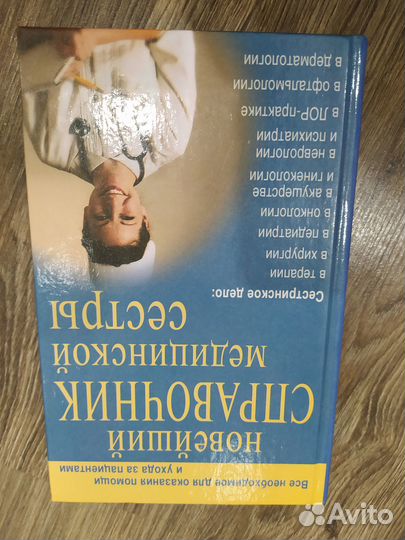 Все необходимое для оказания помощи
и ухода за пациентами
НОВЕЙШИЙ
СПРАВОЧНИК
МЕДИЦИНСКОЙ
СЕСТРЫ
Сестринское дело:
в терапии
в хирургии
в педиатрии
в онкологии
в акушерстве
и гинекологии
в неврологии
и психиатрии
в ЛОР-практике
в офтальмологии
в дерматологии
Avito